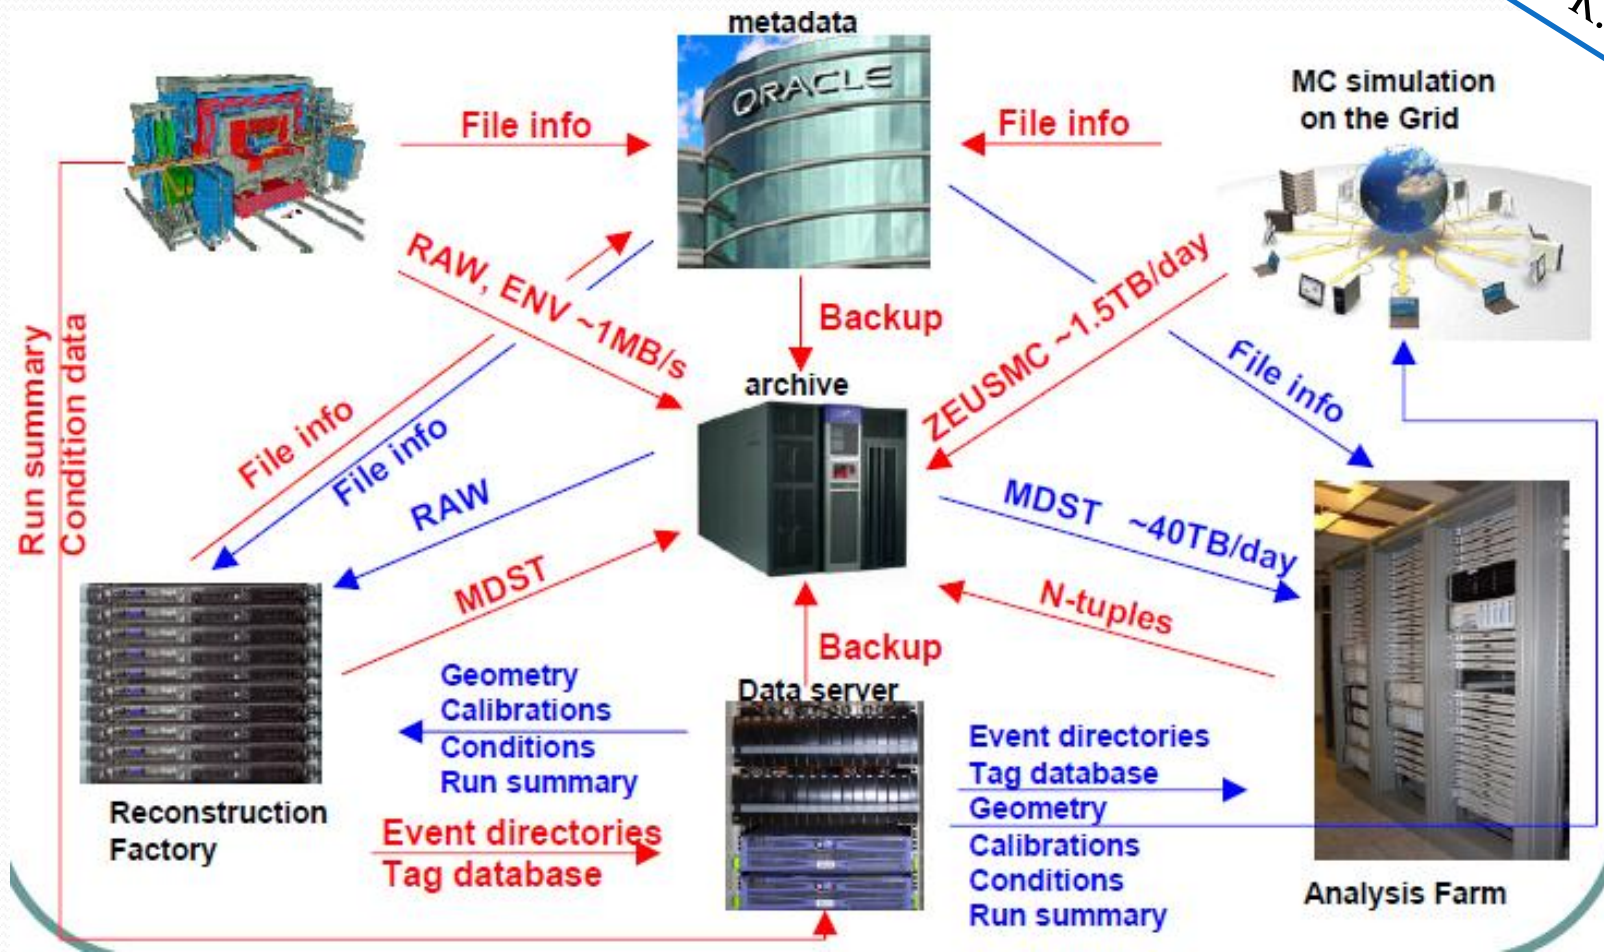 metadata
K.
ORACLE
MC simulation
on the Grid
File info
File info
RAW, ENV ~1MB/s
Backup
ZEUSMC ~1.5TB/day
Run summary
Condition data
archive
File info
File info
File info
RAW
MDST
MDST ~40TB/day
N-tuples
Backup
Geometry
Calibrations
Conditions
Run summary
Data server
Event directories
Tag database
Geometry
Calibrations
Conditions
Run summary
Reconstruction
Factory
Event directories
Tag database
Analysis Farm